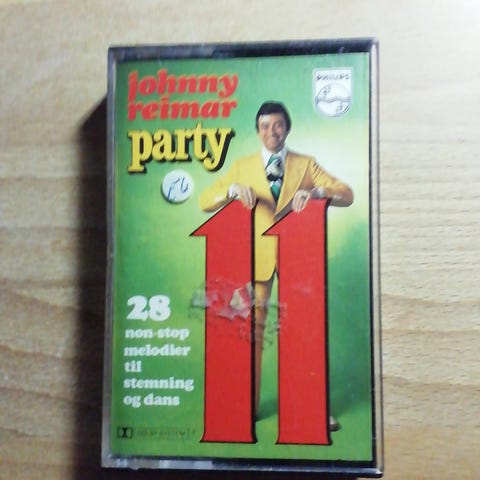 johnny
reimar
party
PHILIPS
11
28
non-stop
melodier
til
stemning
og dans